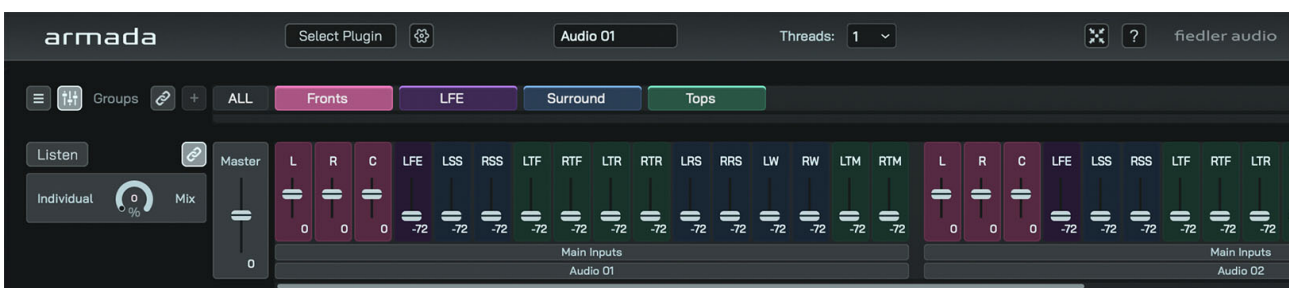 armada Select Plugin Audio 01 Threads: 1 ? fiedler audio
Groups + ALL Fronts LFE Surround Tops
Listen Master L R C LFE LSS RSS LTF RTF LTR RTR LRS RRS LW RW LTM RTM L R C LFE LSS RSS LTF RTF LTR
Individual 0 % Mix
0 0 0 -72 -72 -72 -72 -72 -72 -72 -72 -72 -72 -72 -72 -72 0 0 0 -72 -72 -72 -72 -72 -72
Main Inputs Main Inputs
0 Audio 01 Audio 02